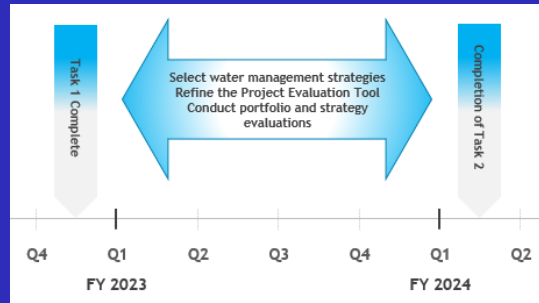 Task 1 Complete
Select water management strategies
Refine the Project Evaluation Tool
Conduct portfolio and strategy
evaluations
Completion of Task 2
Q4 Q1 Q2 Q3 Q4 Q1 Q2
FY 2023 FY 2024